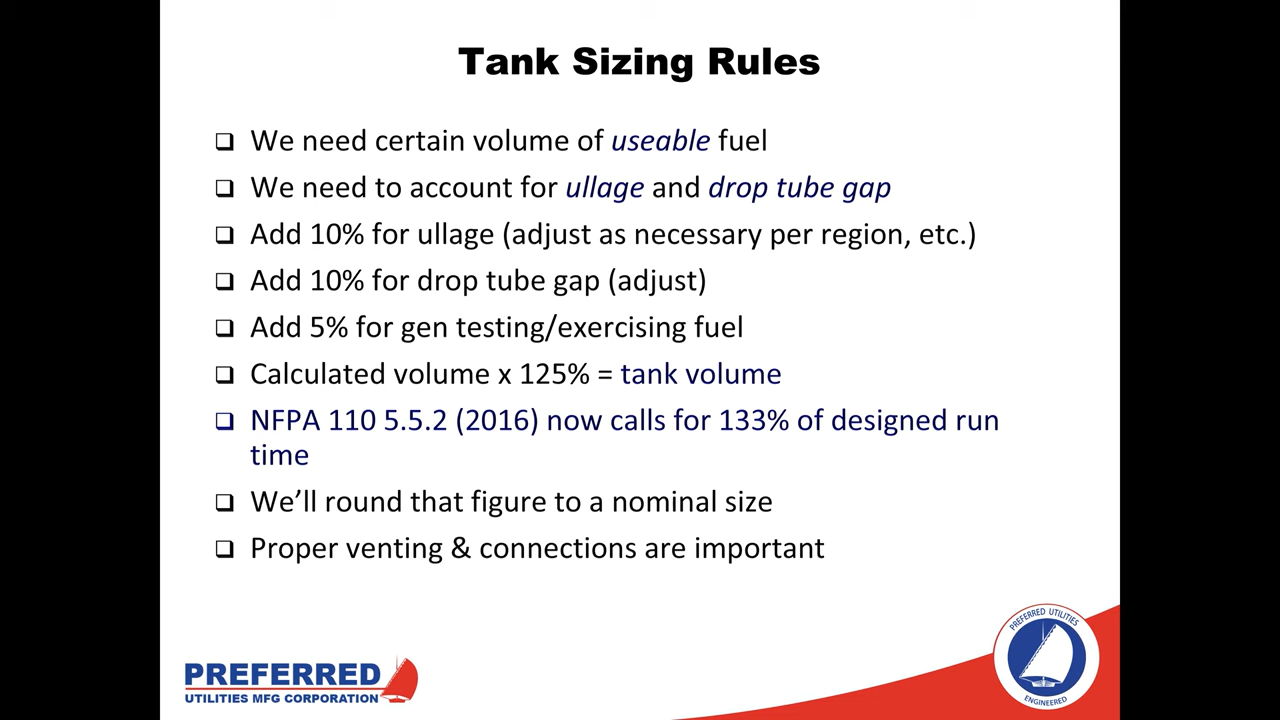 Tank Sizing Rules
❑ We need certain volume of useable fuel
❑ We need to account for ullage and drop tube gap
❑ Add 10% for ullage (adjust as necessary per region, etc.)
❑ Add 10% for drop tube gap (adjust)
❑ Add 5% for gen testing/exercising fuel
❑ Calculated volume x 125% = tank volume
❑ NFPA 110 5.5.2 (2016) now calls for 133% of designed run
time
❑ We’ll round that figure to a nominal size
❑ Proper venting & connections are important
PREFERRED
UTILITIES MFG CORPORATION
PREFERRED UTILITIES
ENGINEERED